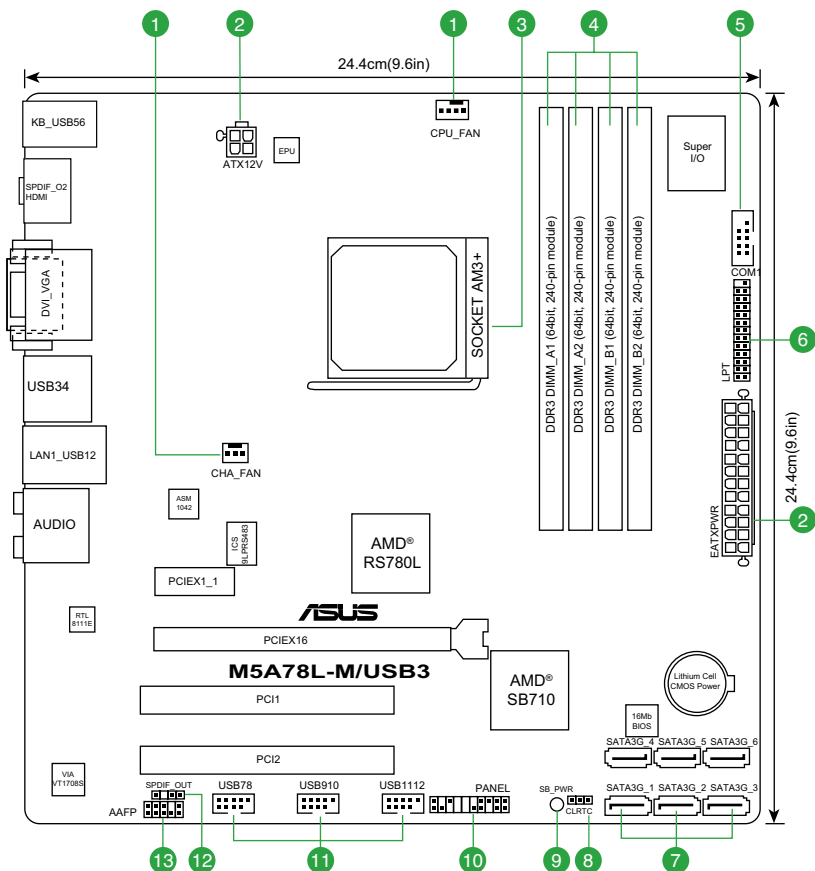 1
2
1
3
4
5
24.4cm(9.6in)
KB_USB56
CPU_FAN
ATX12V
EPU
Super
I/O
SPDIF_O2
HDMI
DVI_VGA
SOCKET AM3+
DDR3 DIMM_A1 (64bit, 240-pin module)
DDR3 DIMM_A2 (64bit, 240-pin module)
DDR3 DIMM_B1 (64bit, 240-pin module)
DDR3 DIMM_B2 (64bit, 240-pin module)
COM1
6
LPT
USB34
LAN1_USB12
1
CHA_FAN
24.4cm(9.6in)
ASM
1042
AUDIO
ICS
9LPRS483
AMD®
RS780L
EATXPWR
2
PCIEX1_1
ASUS
RTL
8111E
PCIEX16
M5A78L-M/USB3
AMD®
SB710
Lithium Cell
CMOS Power
PCI1
16Mb
BIOS
SATA3G_4
SATA3G_5
SATA3G_6
PCI2
VIA
VT1708S
SPDIF_OUT
USB78
USB910
USB1112
PANEL
SB_PWR
SATA3G_1
SATA3G_2
SATA3G_3
AAFP
CLRTC
13
12
11
10
9
8
7